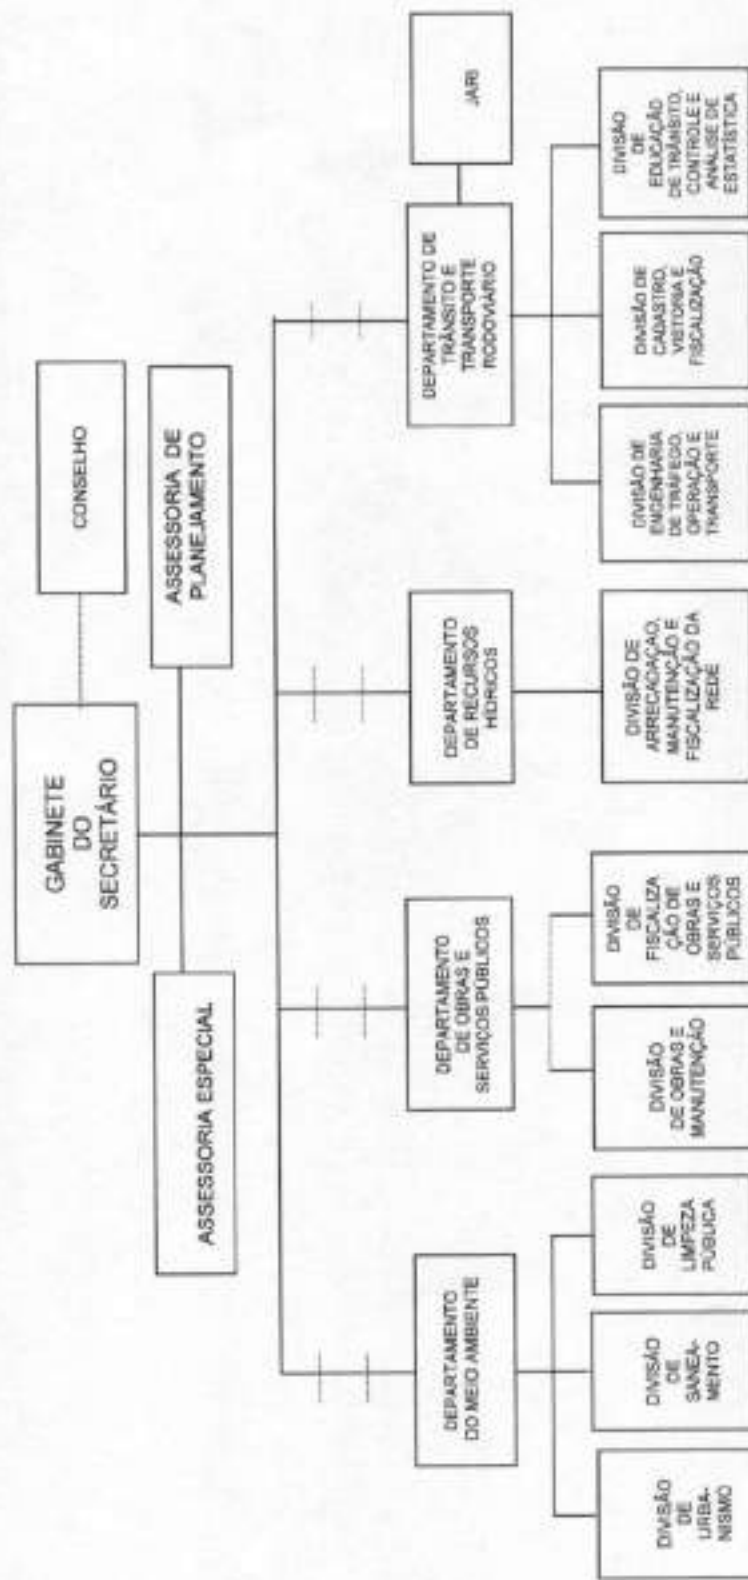 GABINETE
DO
SECRETÁRIO
CONSELHO
ASSESSORIA ESPECIAL
ASSESSORIA DE
PLANEJAMENTO
DEPARTAMENTO
DO MEIO AMBIENTE
DEPARTAMENTO
DE OBRAS E
SERVIÇOS PÚBLICOS
DEPARTAMENTO
DE RECURSOS
HÍDRICOS
DEPARTAMENTO DE
TRÂNSITO E
TRANSPORTE
RODOVIÁRIO
JARI
DIVISÃO
DE
URBA-
NISMO
DIVISÃO
DE
SANEA-
MENTO
DIVISÃO
DE
LIMPEZA
PÚBLICA
DIVISÃO
DE OBRAS E
MANUTENÇÃO
DIVISÃO
DE
FISCALIZA
ÇÃO DE
OBRAS E
SERVIÇOS
PÚBLICOS
DIVISÃO DE
ARRECADAÇAO,
MANUTENÇÃO E
FISCALIZAÇÃO DA
REDE
DIVISÃO DE
ENGENHARIA
DE TRÁFEGO,
OPERAÇÃO E
TRANSPORTE
DIVISÃO DE
CADASTRO,
VISTORIA E
FISCALIZAÇÃO
DIVISÃO
DE
EDUCAÇÃO
DE TRÂNSITO,
CONTROLE E
ANÁLISE DE
ESTATÍSTICA